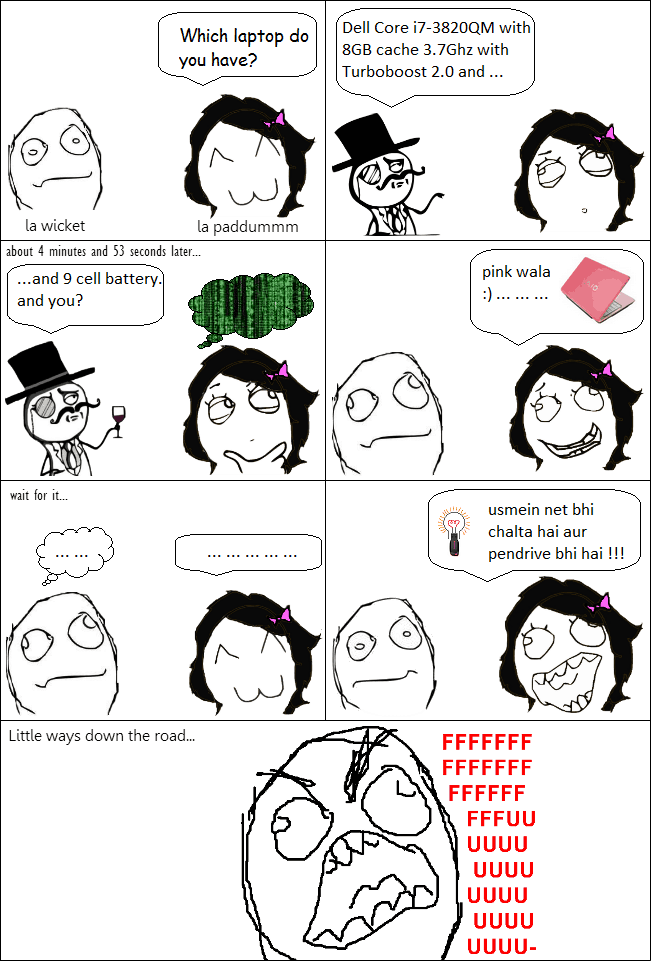 Which laptop do
you have?
la wicket
la paddummm
Dell Core i7-3820QM with
8GB cache 3.7Ghz with
Turboboost 2.0 and ...
about 4 minutes and 53 seconds later...
...and 9 cell battery.
and you?
pink wala
:) ... ... ...
wait for it...
... ...
... ... ... ... ...
usmein net bhi
chalta hai aur
pendrive bhi hai !!!
Little ways down the road...
FFFFFFF
FFFFFFF
FFFFFF
FFFUU
UUUU
UUUU
UUUU
UUUU
UUUU-